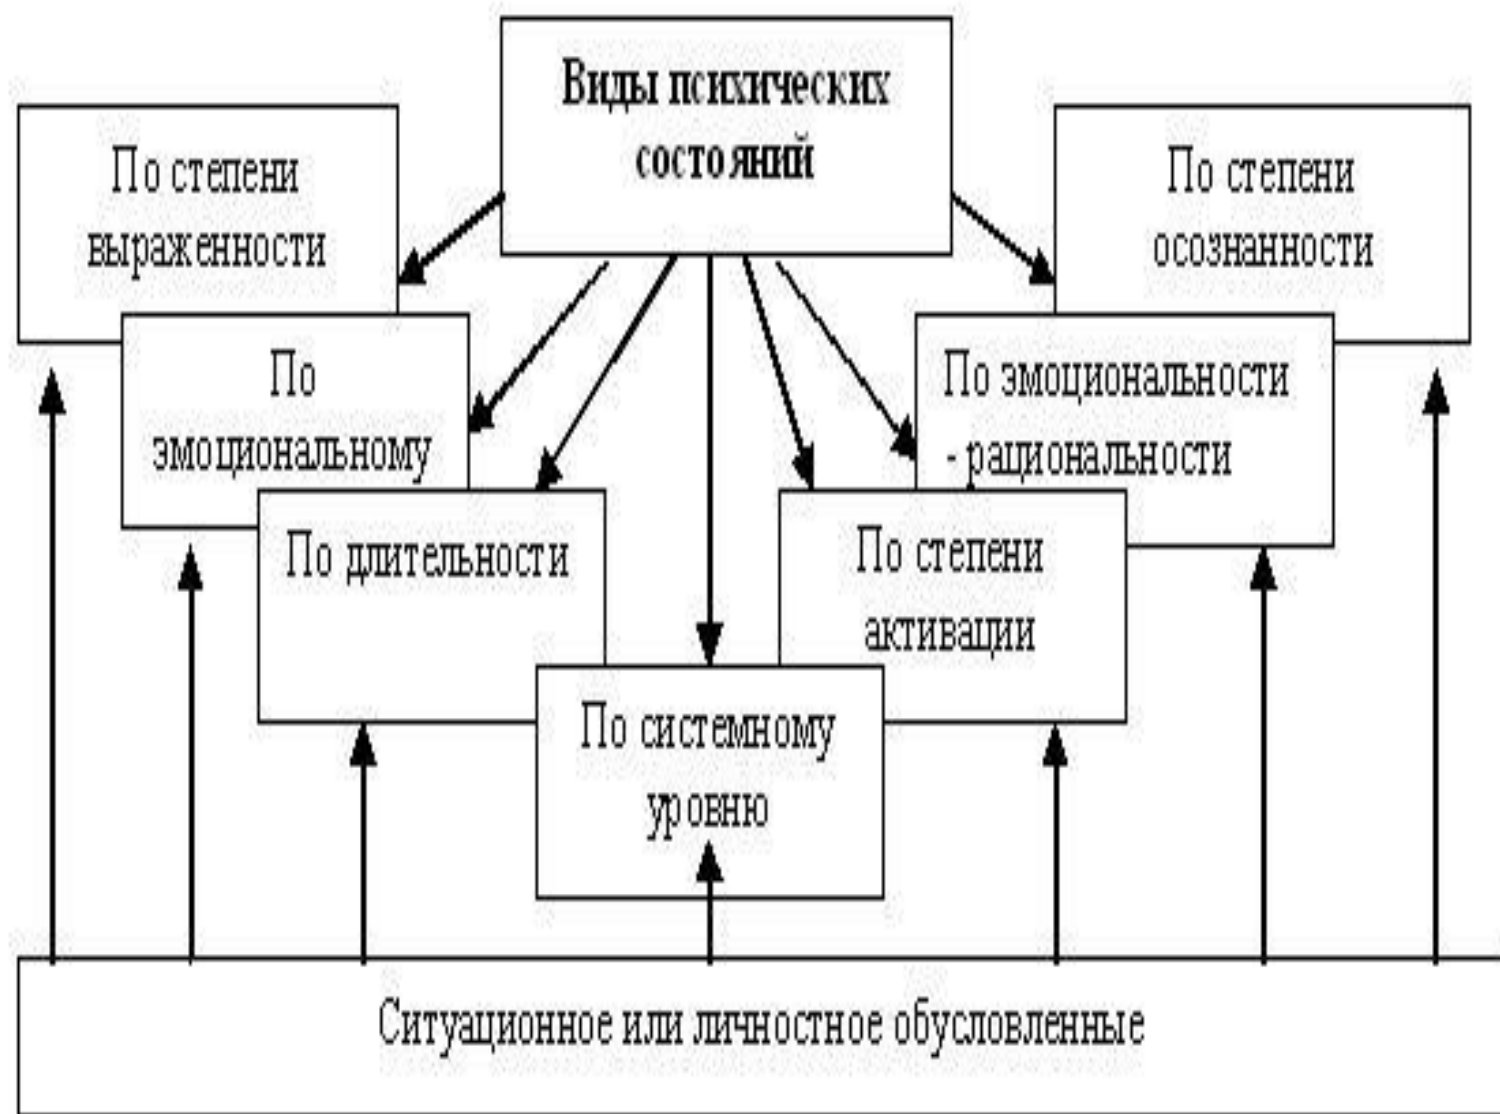 Виды психических
состояний
По степени
выраженности
По степени
осознанности
По
эмоциональному
По эмоциональности
- рациональности
По длительности
По степени
активации
По системному
уровню
Ситуационное или личностное обусловленные